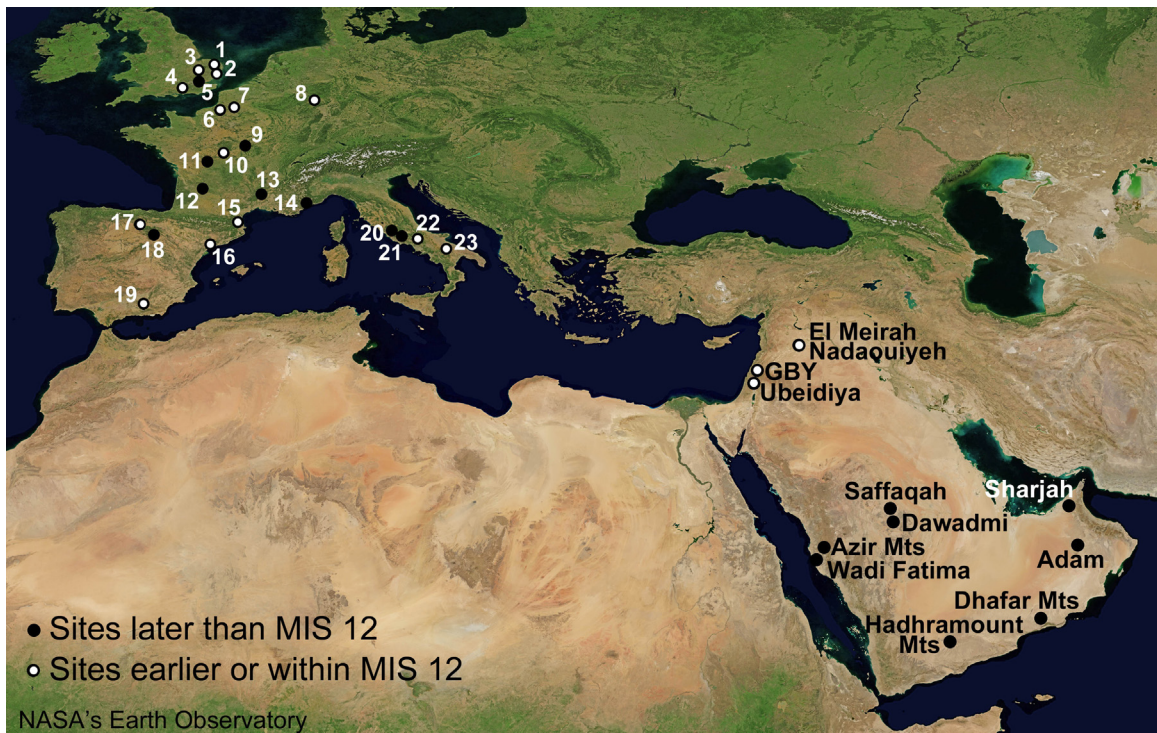 1
3
2
4
5
8
7
6
9
10
11
13
12
14
15
17
18
16
22
20
23
21
19
El Meirah
Nadaouiyeh
GBY
Ubeidiya
Saffaqah
Sharjah
Dawadmi
Azir Mts
Adam
Wadi Fatima
Dhafar Mts
Hadhramount
Mts
Sites later than MIS 12
Sites earlier or within MIS 12
NASA's Earth Observatory